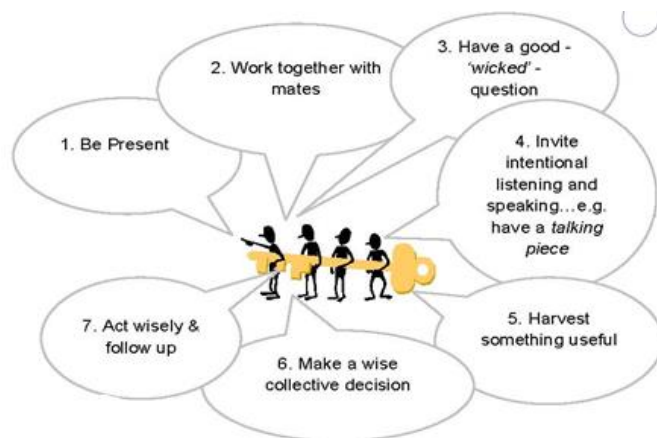 1. Be Present
2. Work together with
mates
3. Have a good -
‘wicked’ -
question
4. Invite
intentional
listening and
speaking...e.g.
have a talking
piece
5. Harvest
something useful
6. Make a wise
collective decision
7. Act wisely &
follow up